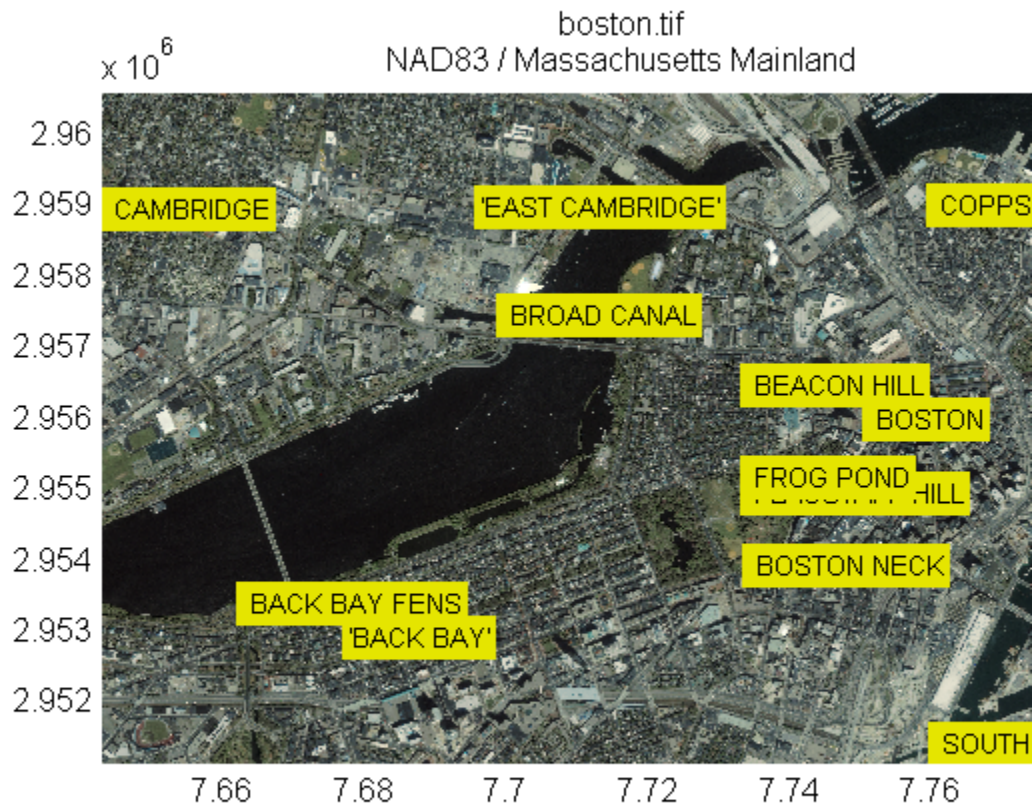 boston.tif
NAD83 / Massachusetts Mainland
x 10^6
2.96
2.959
CAMBRIDGE
'EAST CAMBRIDGE'
COPPS
2.958
BROAD CANAL
2.957
BEACON HILL
2.956
BOSTON
FROG POND
2.955
HILL
2.954
BOSTON NECK
BACK BAY FENS
2.953
'BACK BAY'
2.952
SOUTH
7.66
7.68
7.7
7.72
7.74
7.76